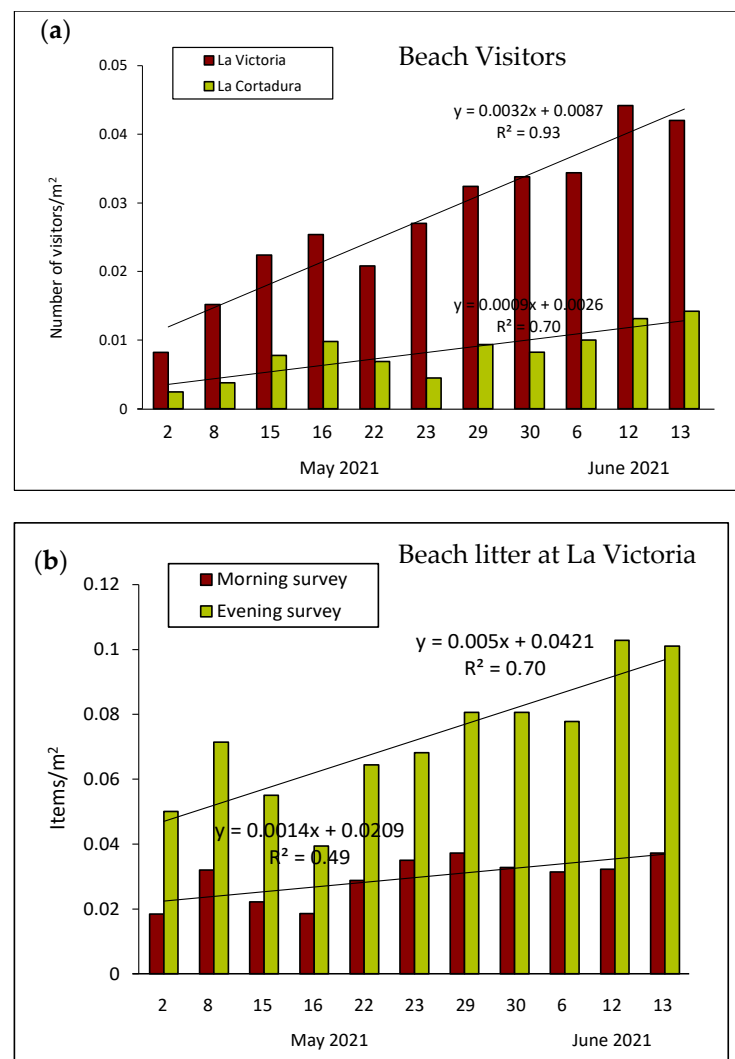 (a)
Beach Visitors
La Victoria
La Cortadura
0.05
0.04
0.03
0.02
0.01
0
Number of visitors/m²
y = 0.0032x + 0.0087
R² = 0.93
y = 0.0009x + 0.0026
R² = 0.70
2 8 15 16 22 23 29 30 6 12 13
May 2021 June 2021
(b)
Beach litter at La Victoria
Morning survey
Evening survey
0.12
0.1
0.08
0.06
0.04
0.02
0
Items/m²
y = 0.005x + 0.0421
R² = 0.70
y = 0.0014x + 0.0209
R² = 0.49
2 8 15 16 22 23 29 30 6 12 13
May 2021 June 2021